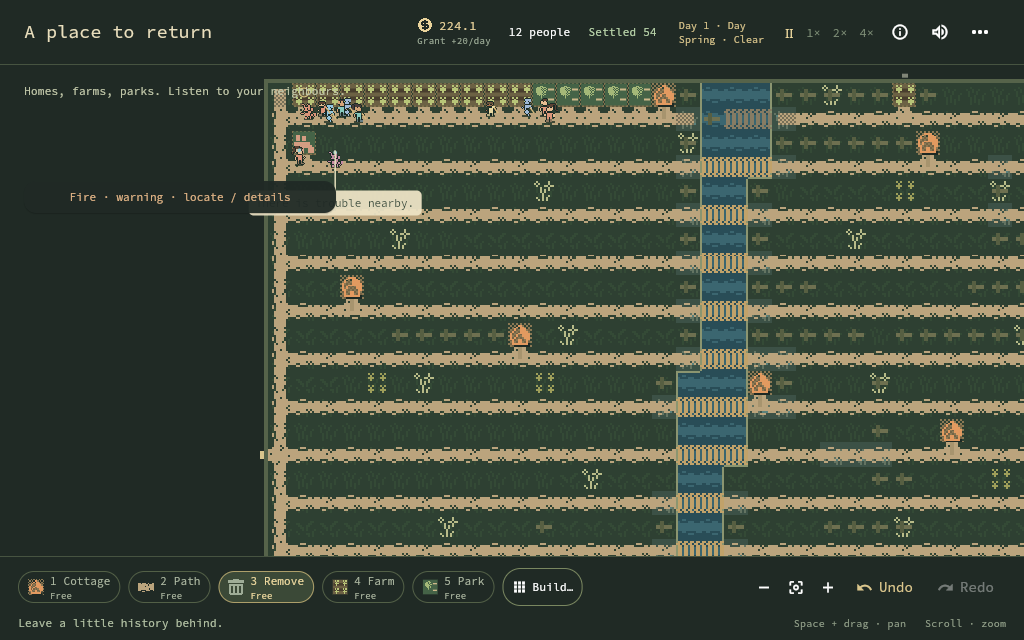 A place to return
224.1
Grant +20/day
12 people
Settled 54
Day 1 · Day
Spring · Clear
1×
2×
4×
Homes, farms, parks. Listen to your neighbours.
Fire · warning · locate / details
nearby.
1 Cottage
Free
2 Path
Free
3 Remove
Free
4 Farm
Free
5 Park
Free
Build…
Undo
Redo
Leave a little history behind.
Space + drag · pan
Scroll · zoom